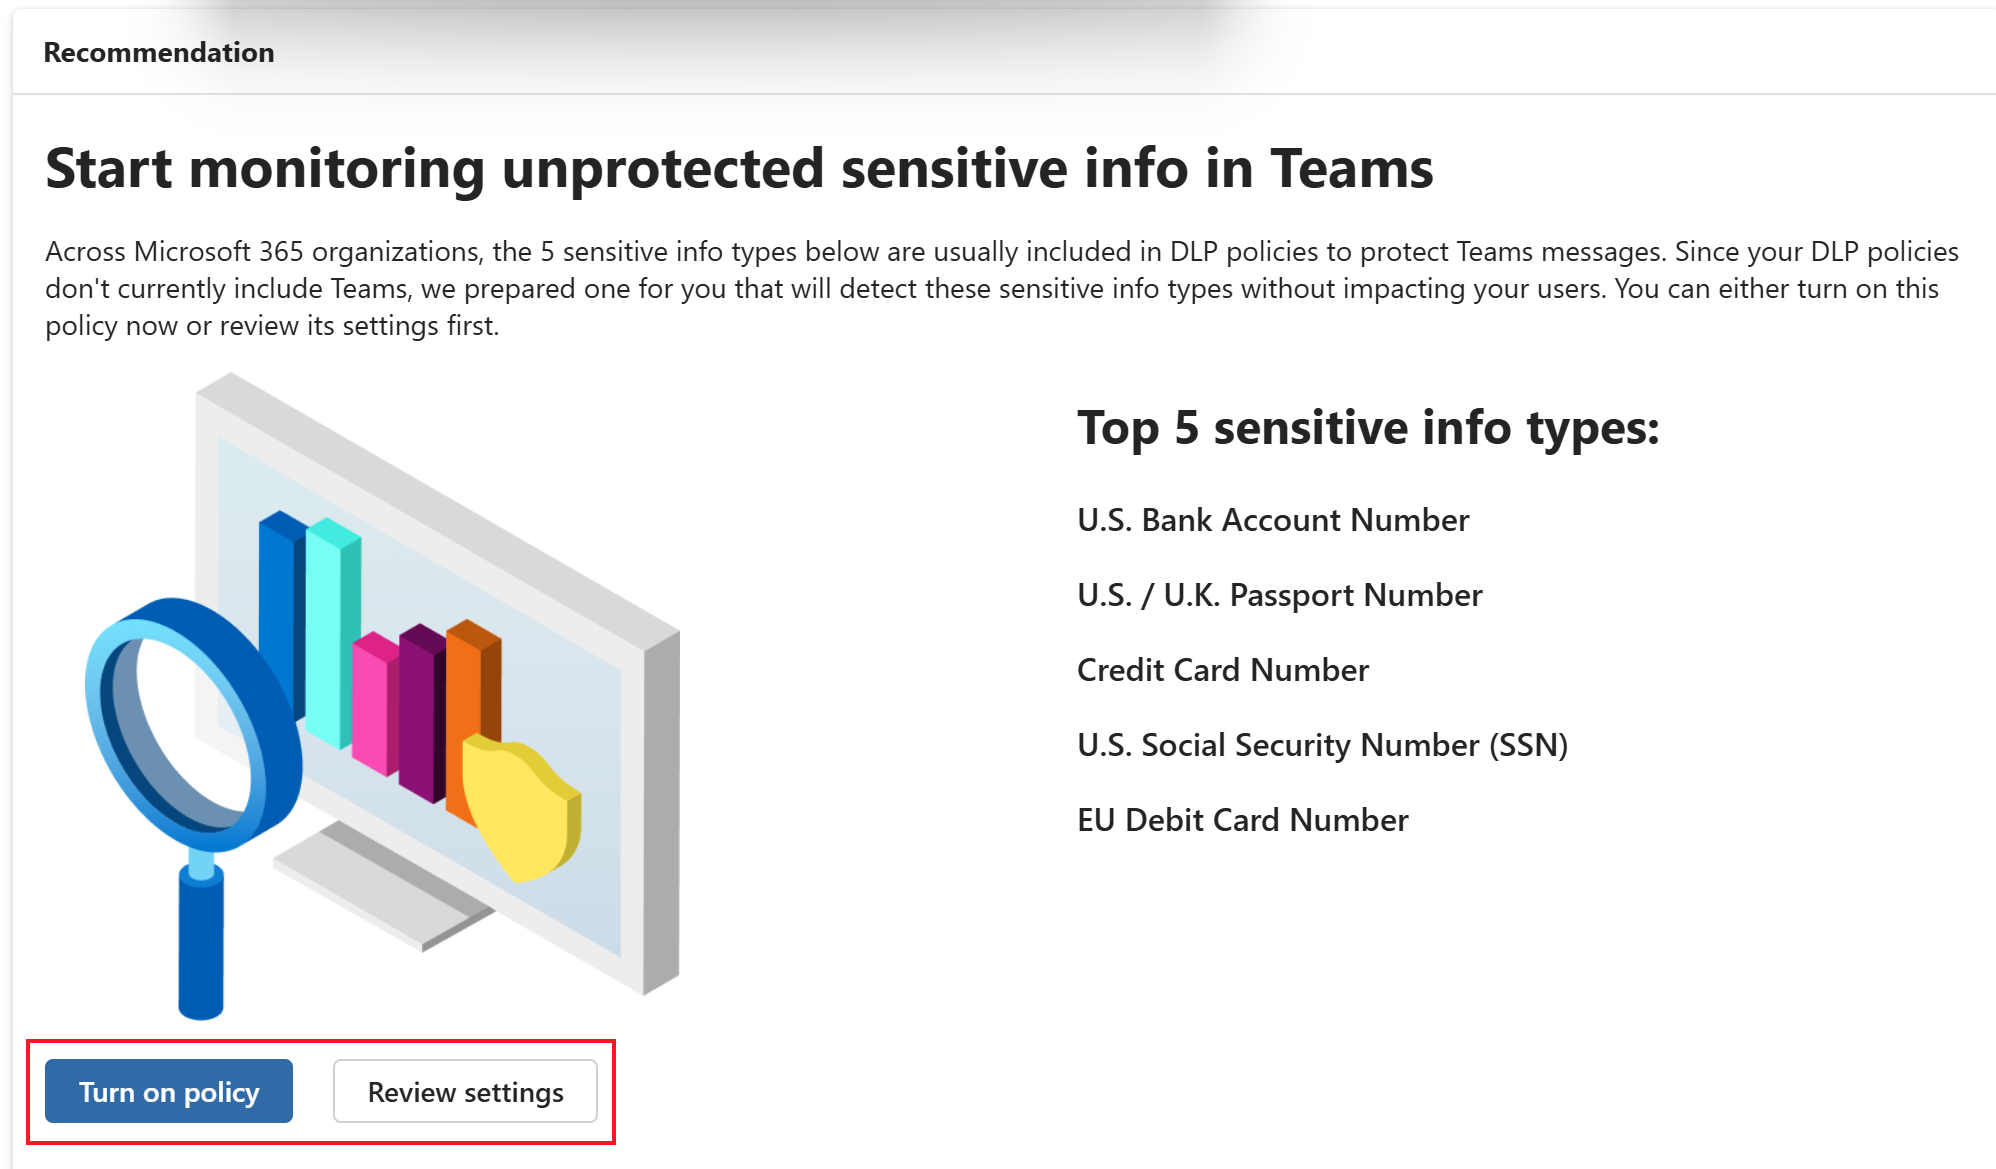 Recommendation
Start monitoring unprotected sensitive info in Teams
Across Microsoft 365 organizations, the 5 sensitive info types below are usually included in DLP policies to protect Teams messages. Since your DLP policies
don't currently include Teams, we prepared one for you that will detect these sensitive info types without impacting your users. You can either turn on this
policy now or review its settings first.
Top 5 sensitive info types:
U.S. Bank Account Number
U.S. / U.K. Passport Number
Credit Card Number
U.S. Social Security Number (SSN)
EU Debit Card Number
Turn on policy
Review settings